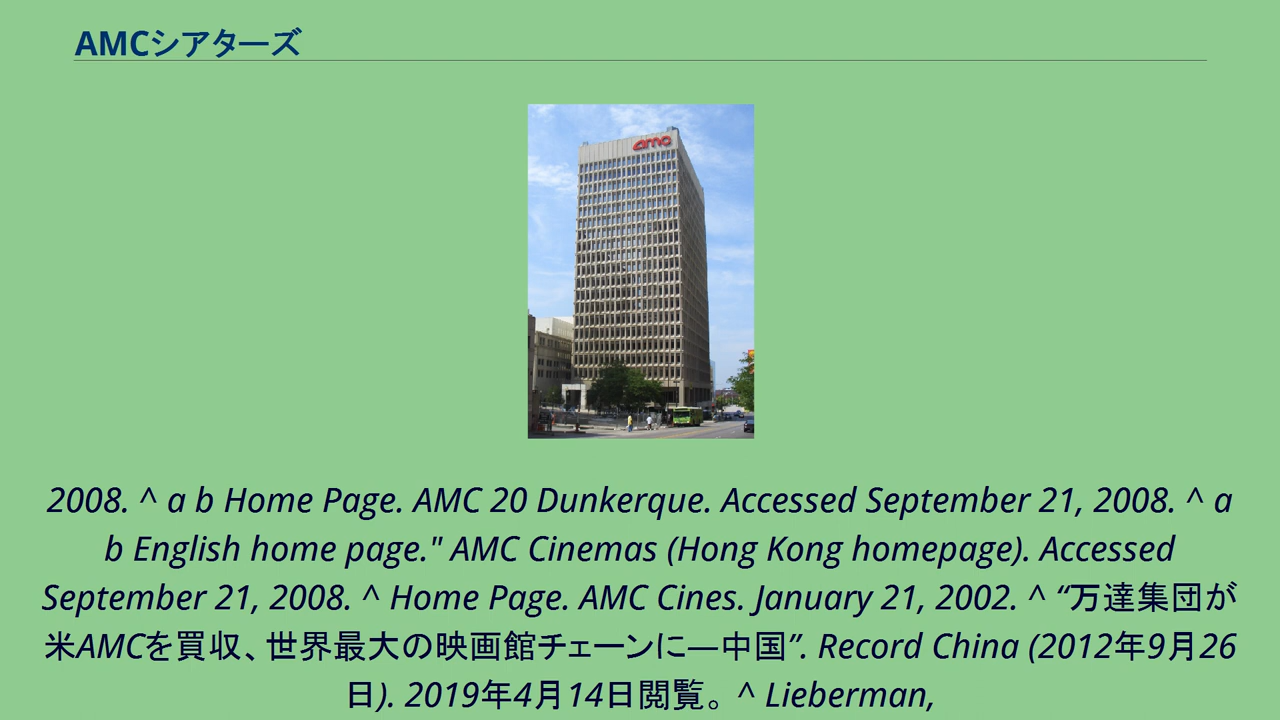 AMCシアターズ
amc
2008. ^ a b Home Page. AMC 20 Dunkerque. Accessed September 21, 2008. ^ a
b English home page." AMC Cinemas (Hong Kong homepage). Accessed
September 21, 2008. ^ Home Page. AMC Cines. January 21, 2002. ^ “万達集団が
米AMCを買収、世界最大の映画館チェーンに—中国”. Record China (2012年9月26
日). 2019年4月14日閲覧。 ^ Lieberman,